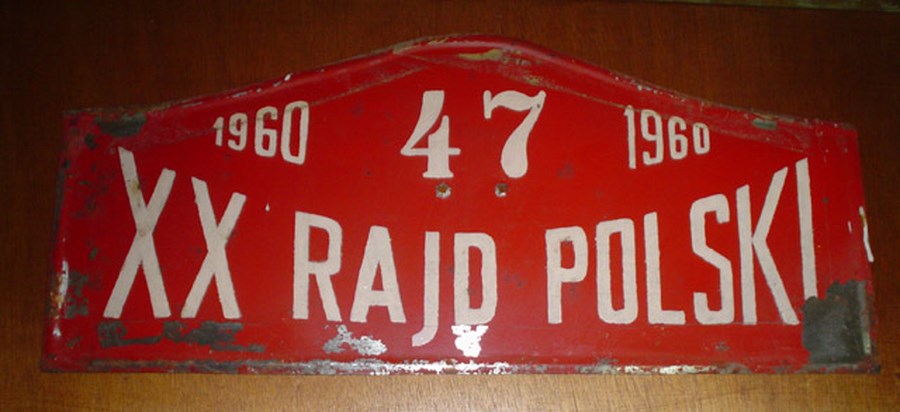 1960 47 1960
XX RAJD POLSKI